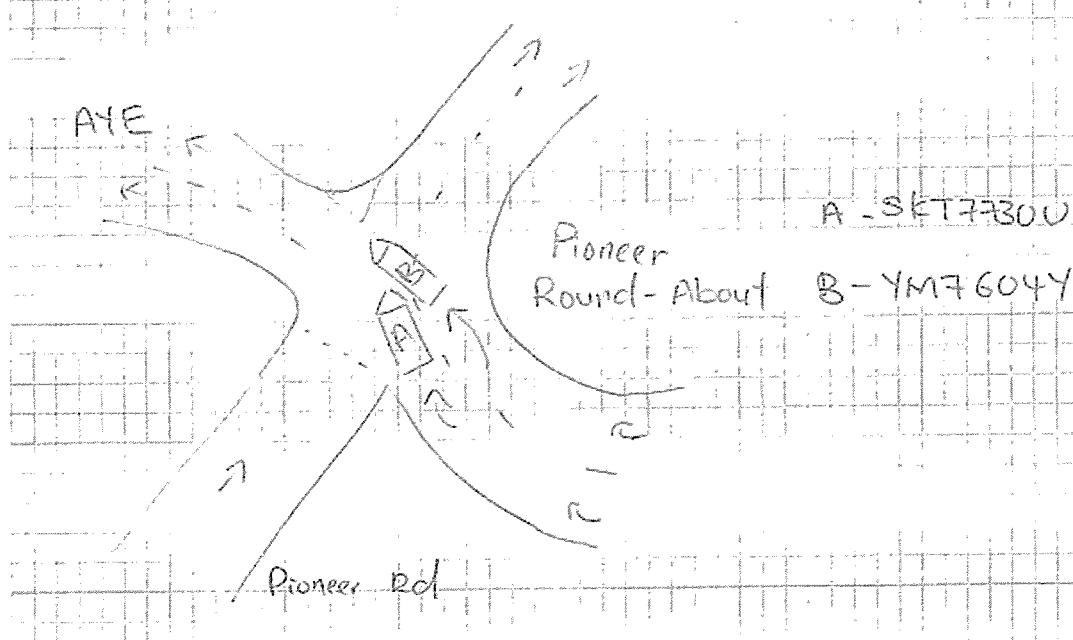 AYE
A - SKT7730U
Pioneer
Round-About
B - YM7604Y
B
A
Pioneer Rd